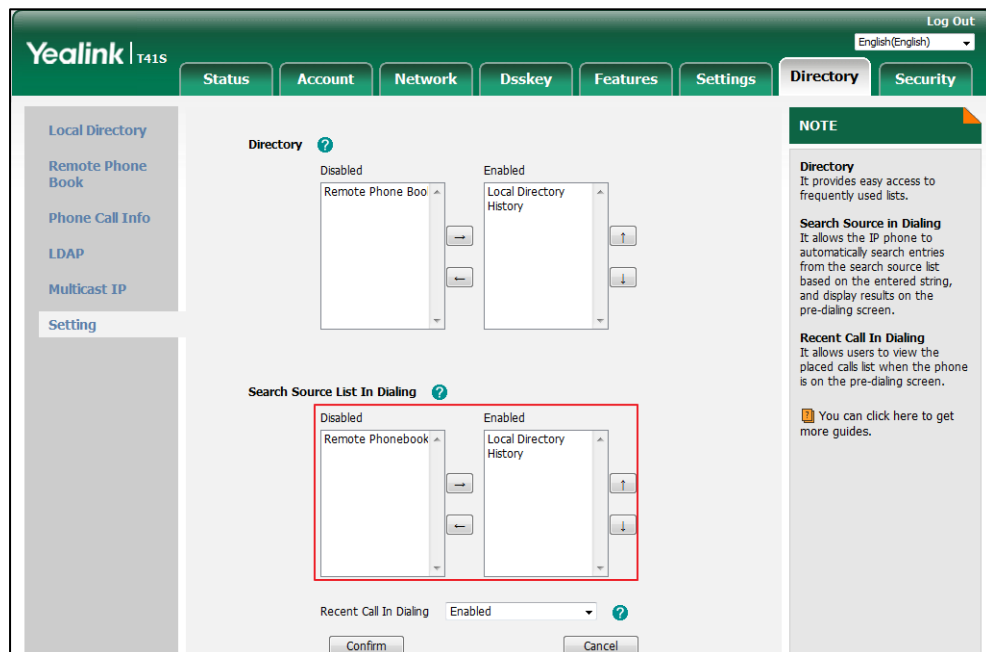 Log Out
English(English)
Yealink T41S
Status Account Network Dsskey Features Settings Directory Security
Local Directory
Remote Phone
Book
Phone Call Info
LDAP
Multicast IP
Setting
Directory ?
Disabled Enabled
Remote Phone Boo
Local Directory
History
→
←
↑
↓
Search Source List In Dialing ?
Disabled Enabled
Remote Phonebook
Local Directory
History
→
←
↑
↓
Recent Call In Dialing Enabled ?
Confirm Cancel
NOTE
Directory
It provides easy access to
frequently used lists.
Search Source in Dialing
It allows the IP phone to
automatically search entries
from the search source list
based on the entered string,
and display results on the
pre-dialing screen.
Recent Call In Dialing
It allows users to view the
placed calls list when the phone
is on the pre-dialing screen.
? You can click here to get
more guides.